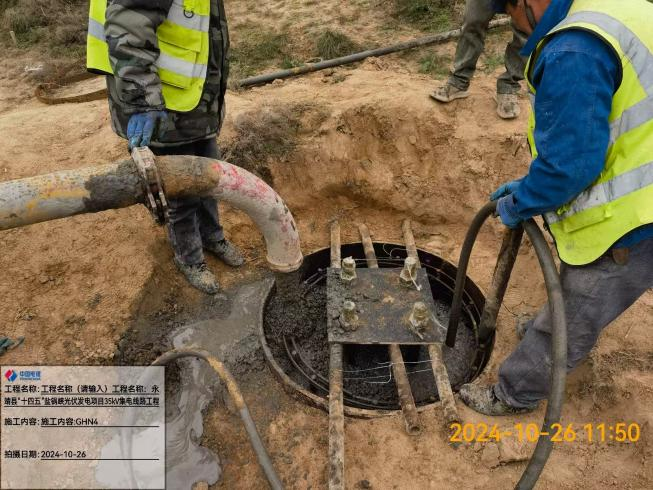 中国电建
工程名称：工程名称（请输入）工程名称：永
靖县“十四五”盐锅峡光伏发电项目35kV集电线路工程
施工内容：施工内容:GHN4
拍摄日期：2024-10-26
2024-10-26 11:50